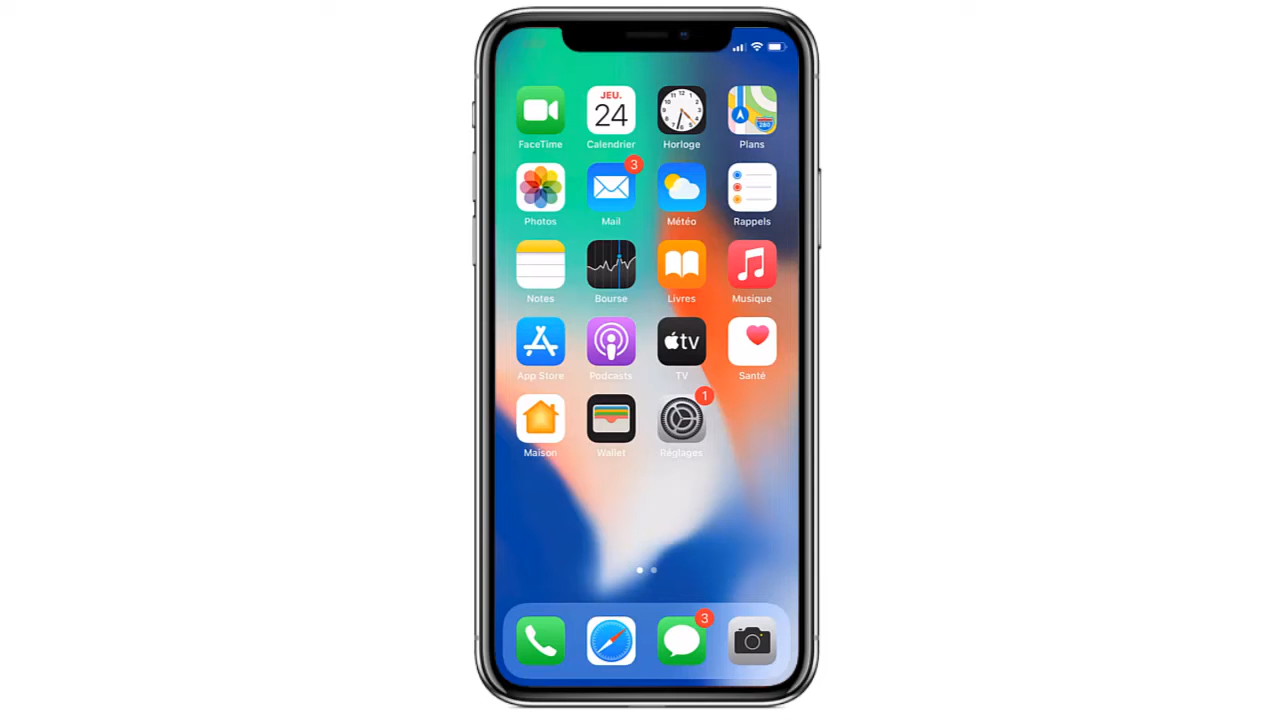 JEU.
24
FaceTime
Calendrier
Horloge
Plans
3
Photos
Mail
Météo
Rappels
Notes
Bourse
Livres
Musique
tv
App Store
Podcasts
TV
Santé
1
Maison
Wallet
Réglages
3